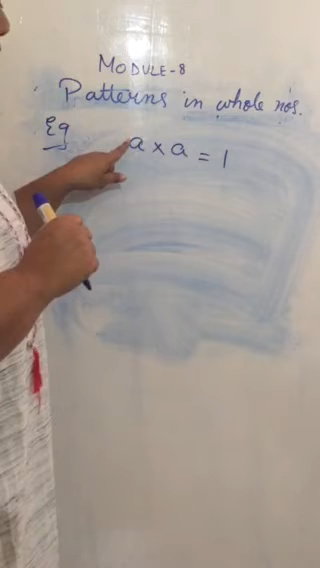 MODULE-8
Patterns in whole nos.
Eg
a × a = 1